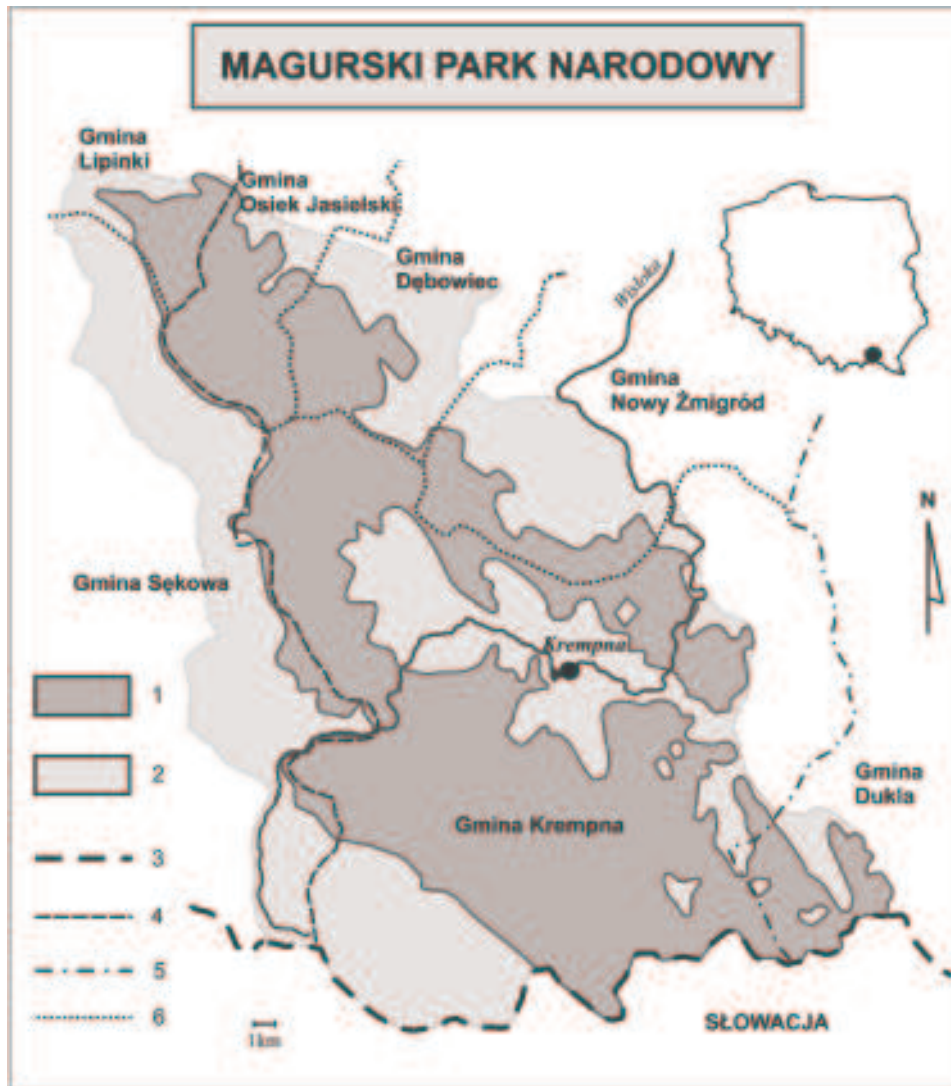 MAGURSKI PARK NARODOWY
Gmina
Lipinki
Gmina
Osiek Jasielski
Gmina
Dębowiec
Wisłoka
Gmina
Nowy Żmigród
N
Gmina Sękowa
Krempna
1
2
Gmina
Dukla
Gmina Krempna
3
4
5
6
1km
SŁOWACJA